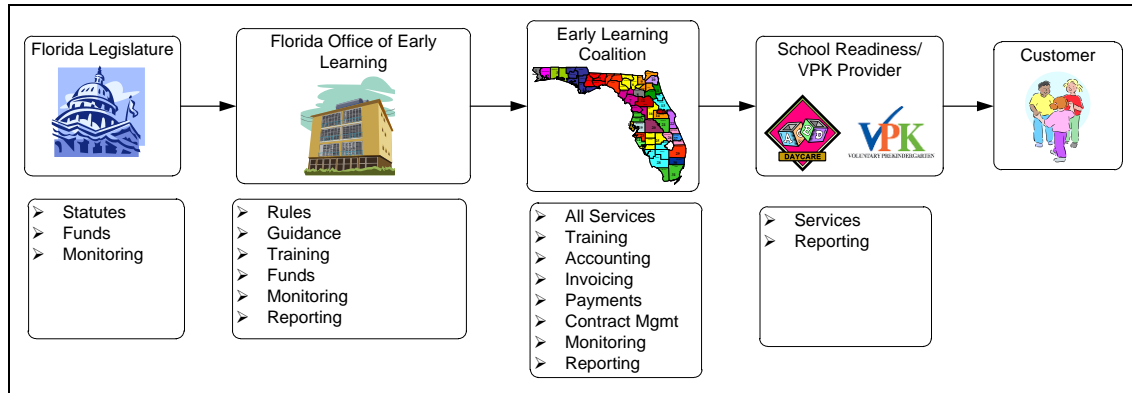 Florida Legislature
Florida Office of Early
Learning
Early Learning
Coalition
School Readiness/
VPK Provider
Customer
DAYCARE
VPK
VOLUNTARY PREKINDERGARTEN
➢ Statutes
➢ Funds
➢ Monitoring
➢ Rules
➢ Guidance
➢ Training
➢ Funds
➢ Monitoring
➢ Reporting
➢ All Services
➢ Training
➢ Accounting
➢ Invoicing
➢ Payments
➢ Contract Mgmt
➢ Monitoring
➢ Reporting
➢ Services
➢ Reporting